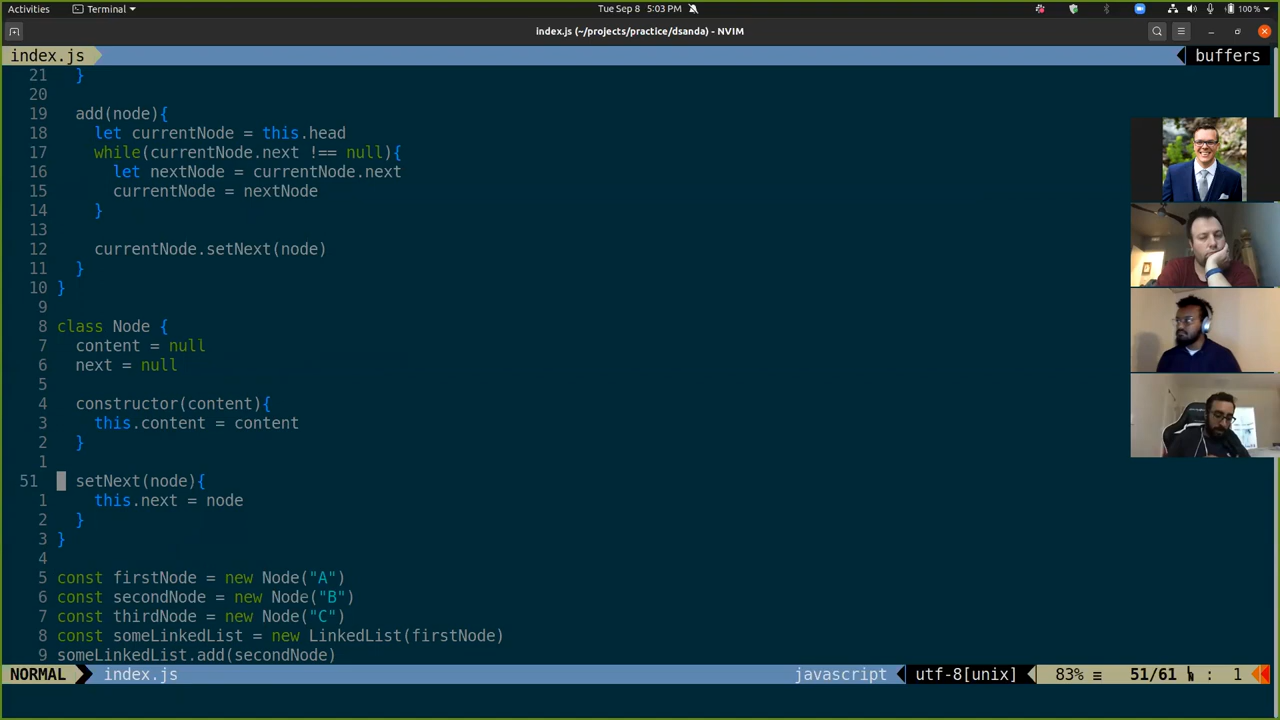 Activities
Terminal
Tue Sep 8 5:03 PM
100 %
index.js (~/projects/practice/dsanda) - NVIM
index.js
buffers
21 }
20
19 add(node){
18 let currentNode = this.head
17 while(currentNode.next !== null){
16 let nextNode = currentNode.next
15 currentNode = nextNode
14 }
13
12 currentNode.setNext(node)
11 }
10 }
9
8 class Node {
7 content = null
6 next = null
5
4 constructor(content){
3 this.content = content
2 }
1
51 setNext(node){
1 this.next = node
2 }
3 }
4
5 const firstNode = new Node("A")
6 const secondNode = new Node("B")
7 const thirdNode = new Node("C")
8 const someLinkedList = new LinkedList(firstNode)
9 someLinkedList.add(secondNode)
NORMAL index.js javascript utf-8[unix] 83% ≡ 51/61 : 1